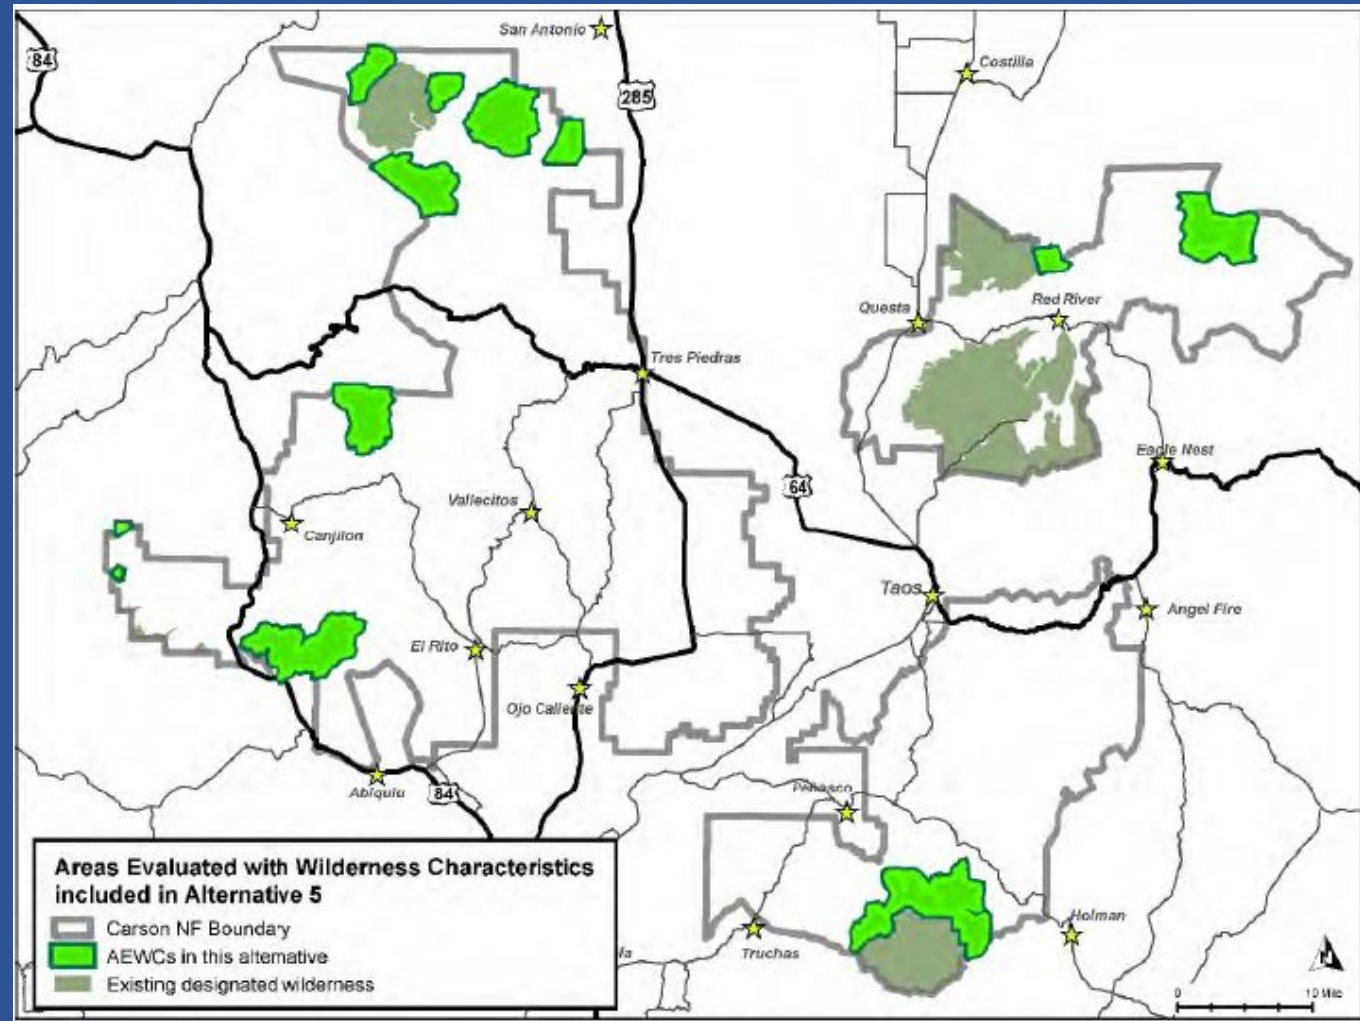 San Antonio
84
Costilla
285
Questa
Red River
Tres Piedras
Eagle Nest
64
Vallecitos
Canjilon
Taos
Angel Fire
El Rito
Ojo Caliente
Peñasco
Abiquiu
84
Areas Evaluated with Wilderness Characteristics
included in Alternative 5
Carson NF Boundary
AEWCs in this alternative
Existing designated wilderness
Holman
Truchas
la
N
0
10 Mile